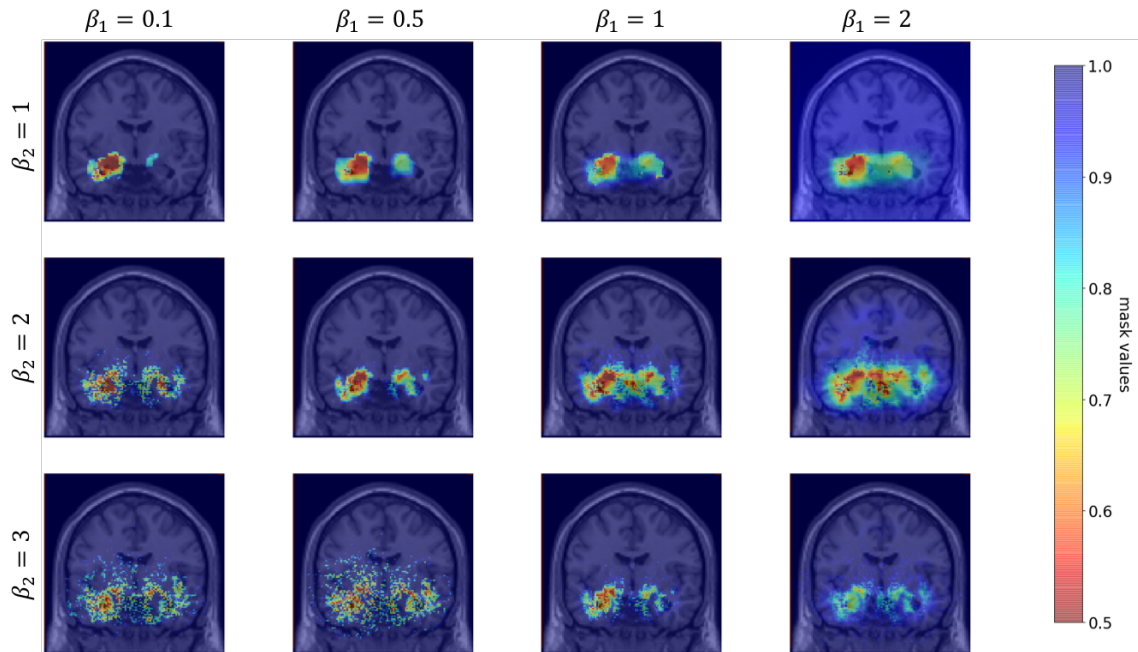 β₁ = 0.1
β₁ = 0.5
β₁ = 1
β₁ = 2
β₂ = 1
β₂ = 2
β₂ = 3
1.0
0.9
0.8
0.7
0.6
0.5
mask values